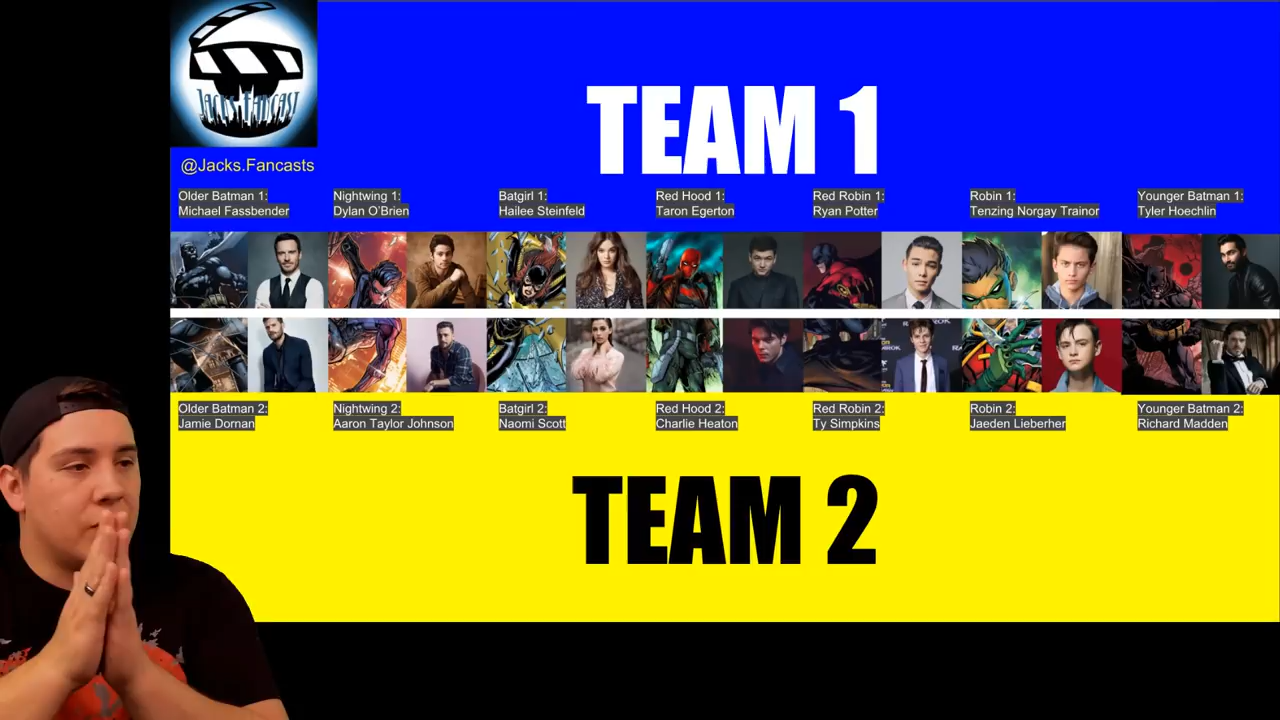 JACKS FANCAST
@Jacks.Fancasts
TEAM 1
Older Batman 1:
Michael Fassbender
Nightwing 1:
Dylan O'Brien
Batgirl 1:
Hailee Steinfeld
Red Hood 1:
Taron Egerton
Red Robin 1:
Ryan Potter
Robin 1:
Tenzing Norgay Trainor
Younger Batman 1:
Tyler Hoechlin
Older Batman 2:
Jamie Dornan
Nightwing 2:
Aaron Taylor Johnson
Batgirl 2:
Naomi Scott
Red Hood 2:
Charlie Heaton
Red Robin 2:
Ty Simpkins
Robin 2:
Jaeden Lieberher
Younger Batman 2:
Richard Madden
TEAM 2